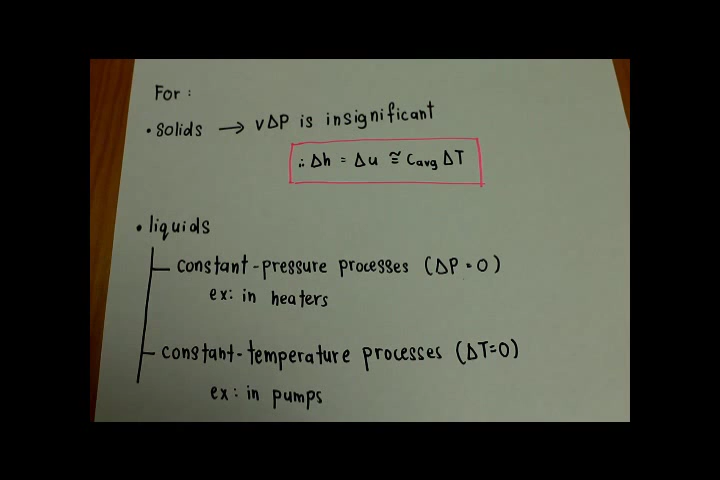 For :
• solids → vΔP is insignificant
∴ Δh = Δu ≅ Cavg ΔT
• liquids
constant-pressure processes (ΔP = 0)
ex: in heaters
constant-temperature processes (ΔT=0)
ex: in pumps